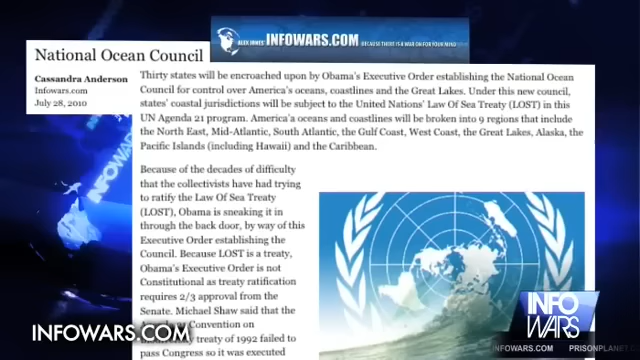 ALEX JONES' INFOWARS.COM BECAUSE THERE IS A WAR ON FOR YOUR MIND
National Ocean Council
Cassandra Anderson
Infowars.com
July 28, 2010
Thirty states will be encroached upon by Obama's Executive Order establishing the National Ocean
Council for control over America's oceans, coastlines and the Great Lakes. Under this new council,
states' coastal jurisdictions will be subject to the United Nations' Law Of Sea Treaty (LOST) in this
UN Agenda 21 program. America's oceans and coastlines will be broken into 9 regions that include
the North East, Mid-Atlantic, South Atlantic, the Gulf Coast, West Coast, the Great Lakes, Alaska, the
Pacific Islands (including Hawaii) and the Caribbean.
Because of the decades of difficulty
that the collectivists have had trying
to ratify the Law Of Sea Treaty
(LOST), Obama is sneaking it in
through the back door, by way of this
Executive Order establishing the
Council. Because LOST is a treaty,
Obama's Executive Order is not
Constitutional as treaty ratification
requires 2/3 approval from the
Senate. Michael Shaw said that the
Convention on
treaty of 1992 failed to
pass Congress so it was executed
INFOWARS
INFOWARS.COM
INFO
WARS
INFOWARS.COM PRISONPLANET.C